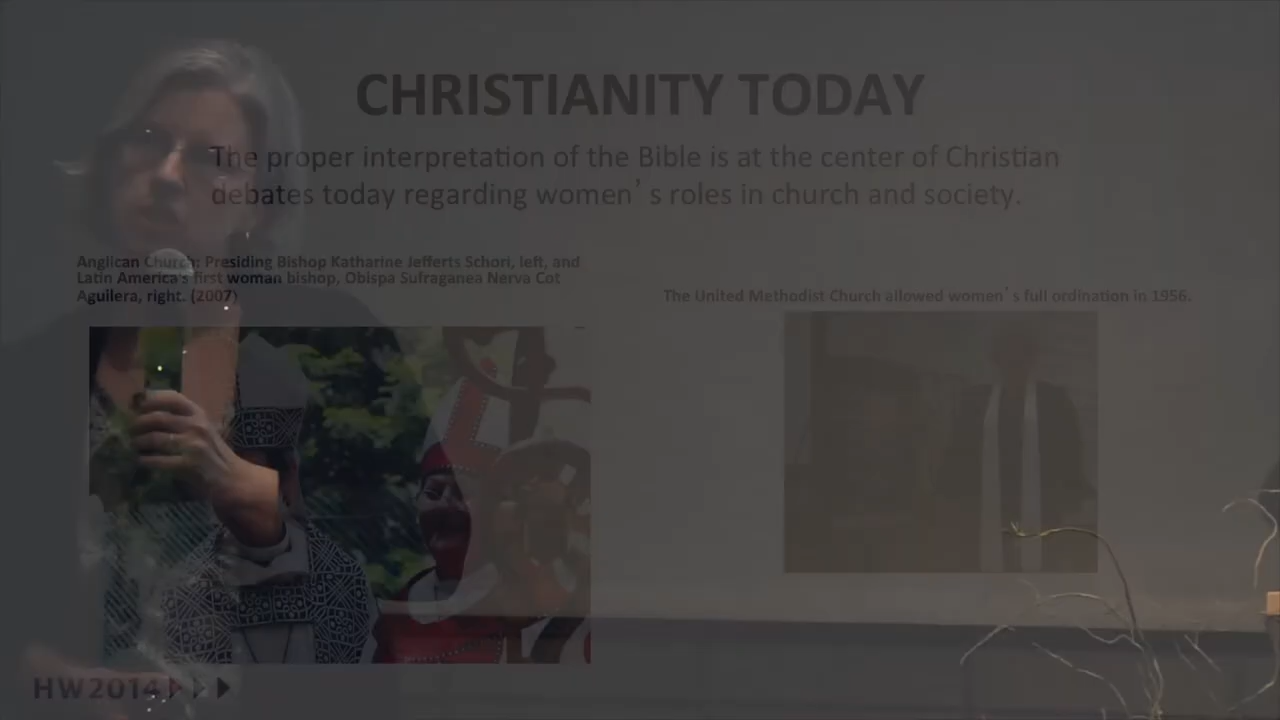 CHRISTIANITY TODAY
The proper interpretation of the Bible is at the center of Christian
debates today regarding women’s roles in church and society.
Anglican Church: Presiding Bishop Katharine Jefferts Schori, left, and
Latin America's first woman bishop, Obispa Sufraganea Nerva Cot
Aguilera, right. (2007)
The United Methodist Church allowed women’s full ordination in 1956.
HW2014